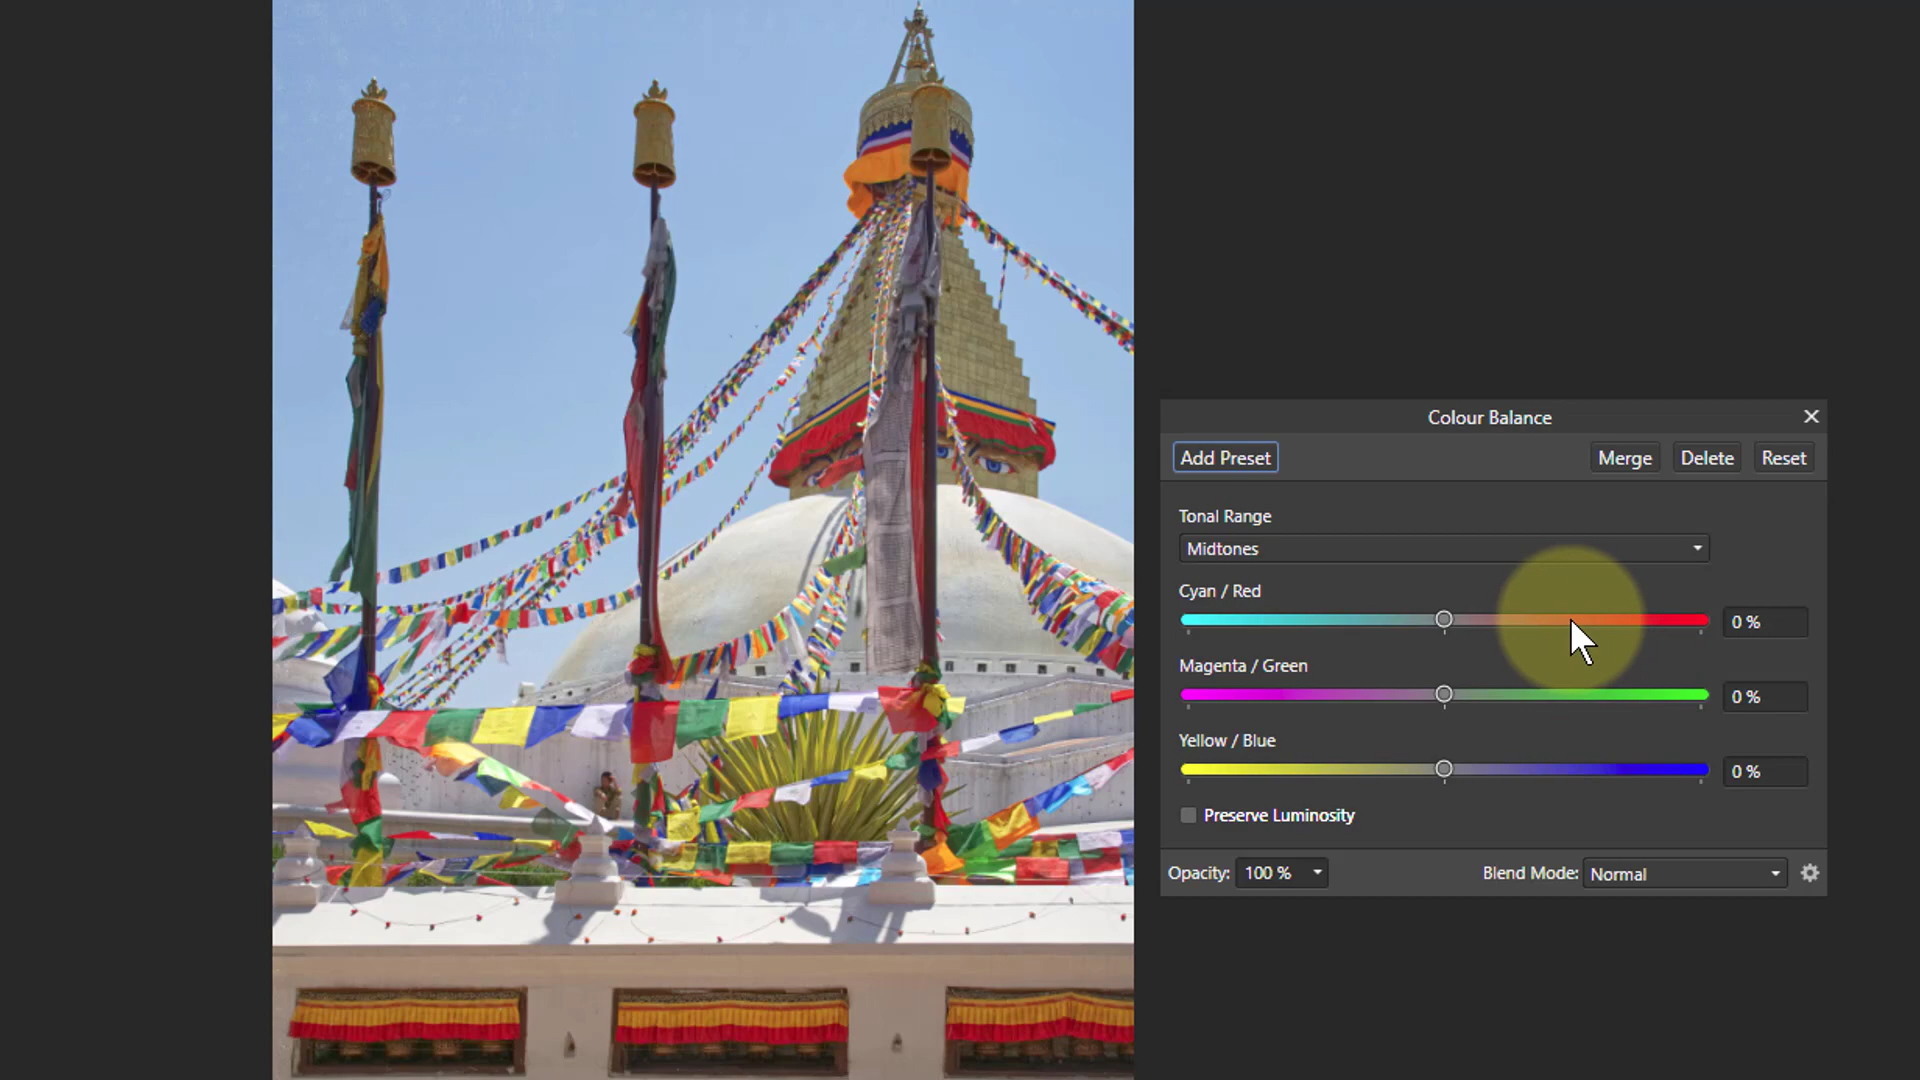 Colour Balance
Add Preset
Merge
Delete
Reset
Tonal Range
Midtones
Cyan / Red
0 %
Magenta / Green
0 %
Yellow / Blue
0 %
Preserve Luminosity
Opacity:
100 %
Blend Mode:
Normal